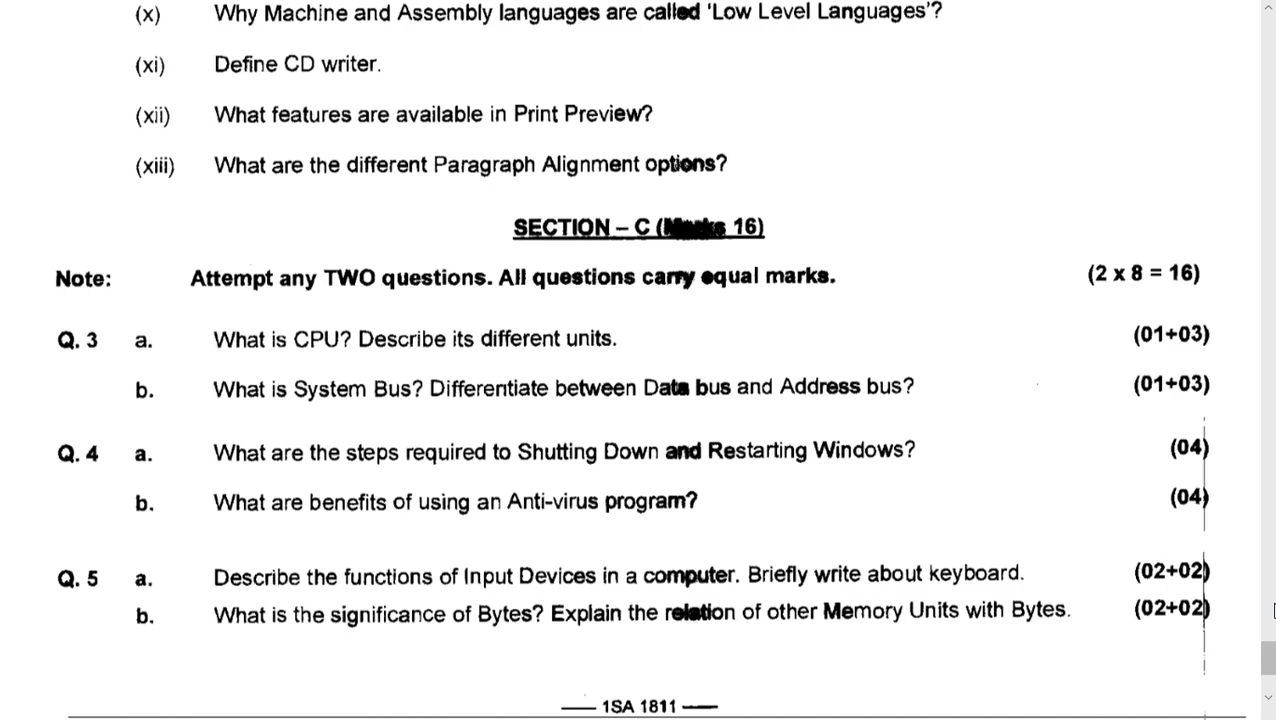 (x) Why Machine and Assembly languages are called 'Low Level Languages'?
(xi) Define CD writer.
(xii) What features are available in Print Preview?
(xiii) What are the different Paragraph Alignment options?
SECTION – C (Marks 16)
Note: Attempt any TWO questions. All questions carry equal marks. (2 x 8 = 16)
Q. 3 a. What is CPU? Describe its different units. (01+03)
b. What is System Bus? Differentiate between Data bus and Address bus? (01+03)
Q. 4 a. What are the steps required to Shutting Down and Restarting Windows? (04)
b. What are benefits of using an Anti-virus program? (04)
Q. 5 a. Describe the functions of Input Devices in a computer. Briefly write about keyboard. (02+02)
b. What is the significance of Bytes? Explain the relation of other Memory Units with Bytes. (02+02)
—— 1SA 1811 ——